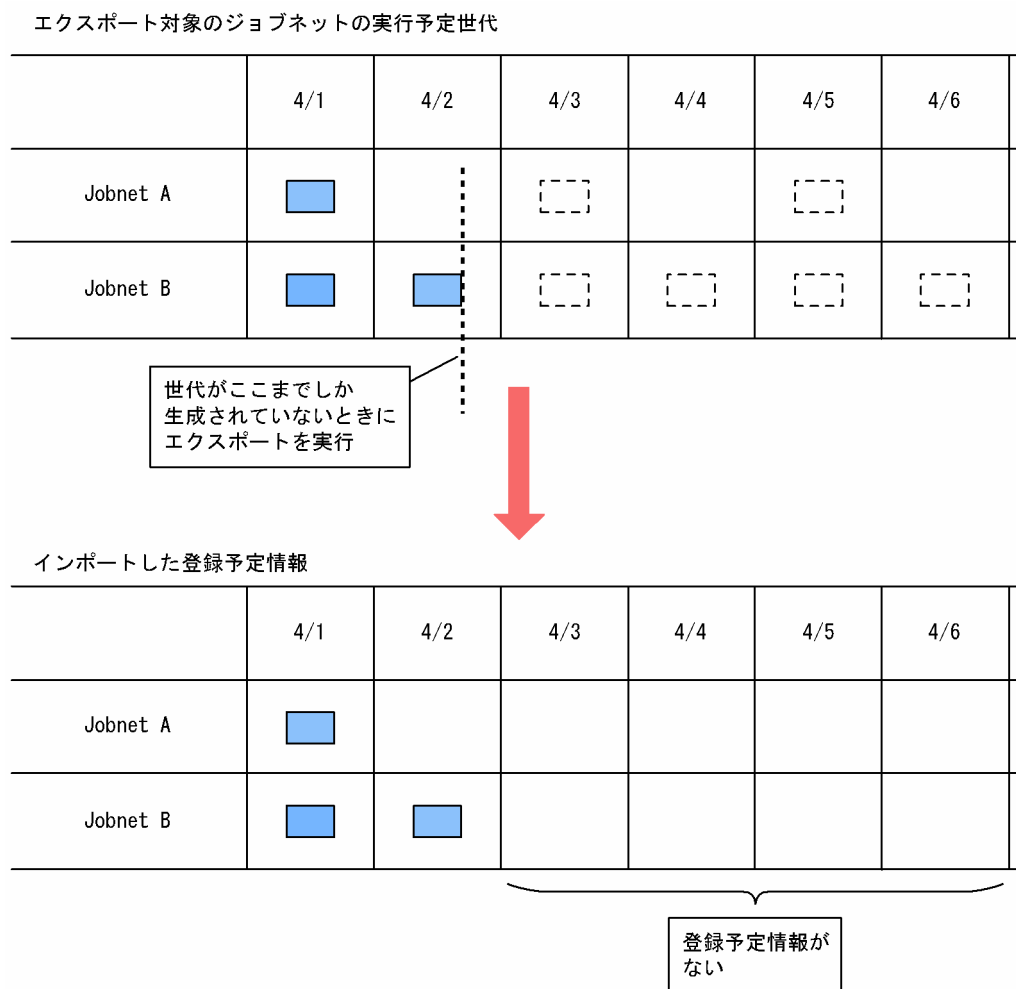 エクスポート対象のジョブネットの実行予定世代
4/1 4/2 4/3 4/4 4/5 4/6
Jobnet A
Jobnet B
世代がここまでしか
生成されていないときに
エクスポートを実行
インポートした登録予定情報
4/1 4/2 4/3 4/4 4/5 4/6
Jobnet A
Jobnet B
登録予定情報が
ない